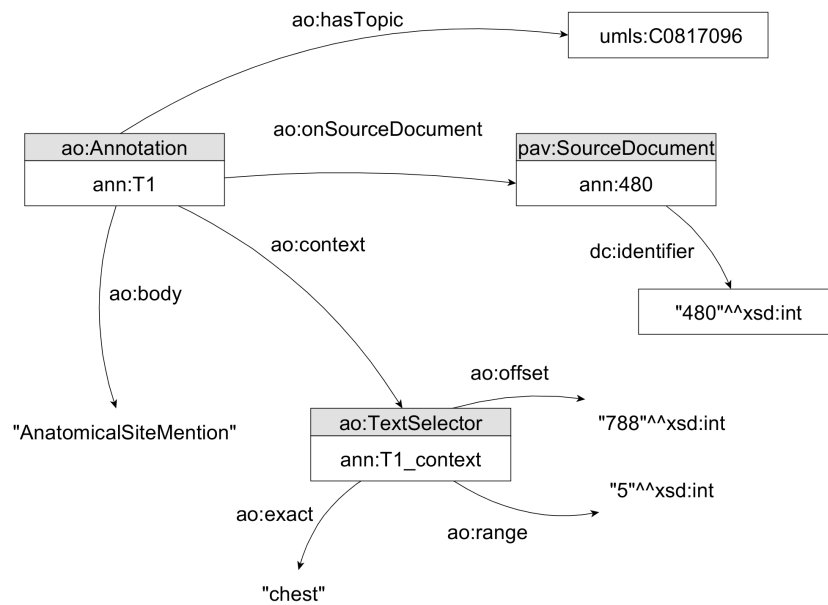 ao:hasTopic
umls:C0817096
ao:onSourceDocument
ao:Annotation
ann:T1
pav:SourceDocument
ann:480
ao:context
dc:identifier
ao:body
"480"^^xsd:int
ao:offset
"AnatomicalSiteMention"
ao:TextSelector
ann:T1_context
"788"^^xsd:int
"5"^^xsd:int
ao:exact
ao:range
"chest"